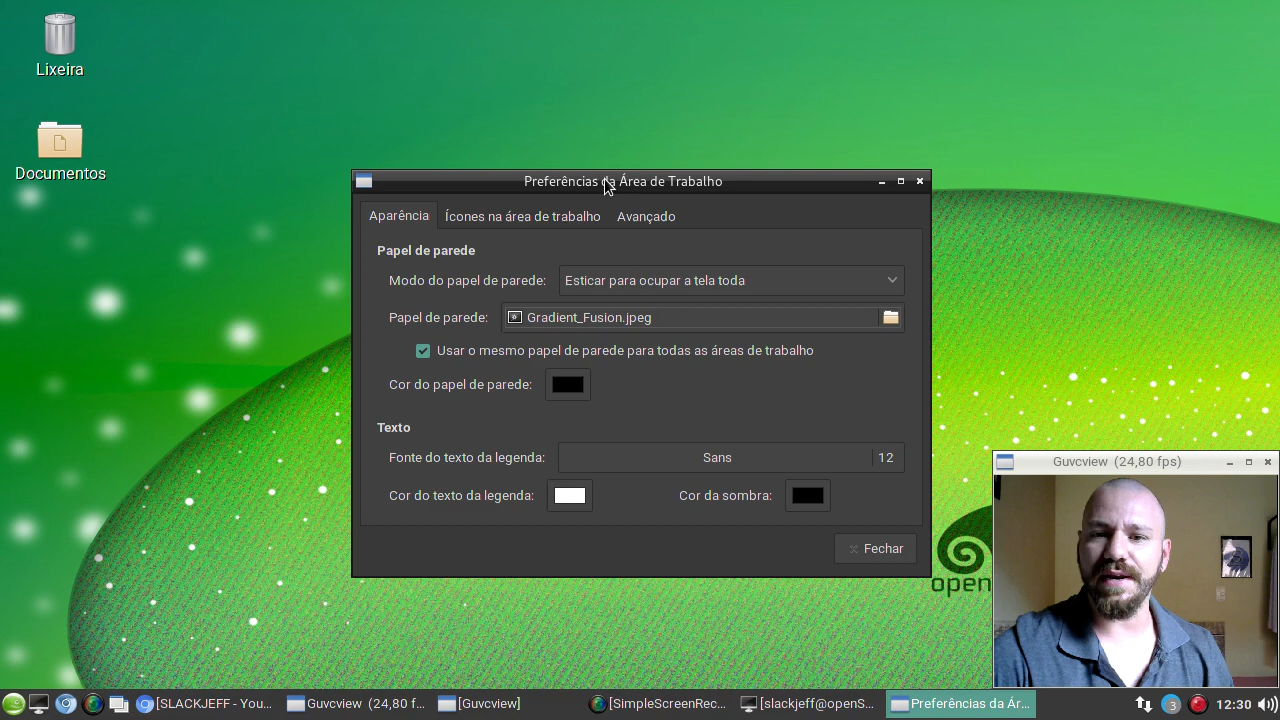 Lixeira
Documentos
Preferências da Área de Trabalho
Aparência
Ícones na área de trabalho
Avançado
Papel de parede
Modo do papel de parede:
Esticar para ocupar a tela toda
Papel de parede:
Gradient_Fusion.jpeg
Usar o mesmo papel de parede para todas as áreas de trabalho
Cor do papel de parede:
Texto
Fonte do texto da legenda:
Sans
12
Cor do texto da legenda:
Cor da sombra:
Fechar
open
Guvcview (24,80 fps)
[SLACKJEFF - You...
Guvcview (24,80 f...
[Guvcview]
[SimpleScreenRec...
[slackjeff@openS...
Preferências da Ár...
3
12:30